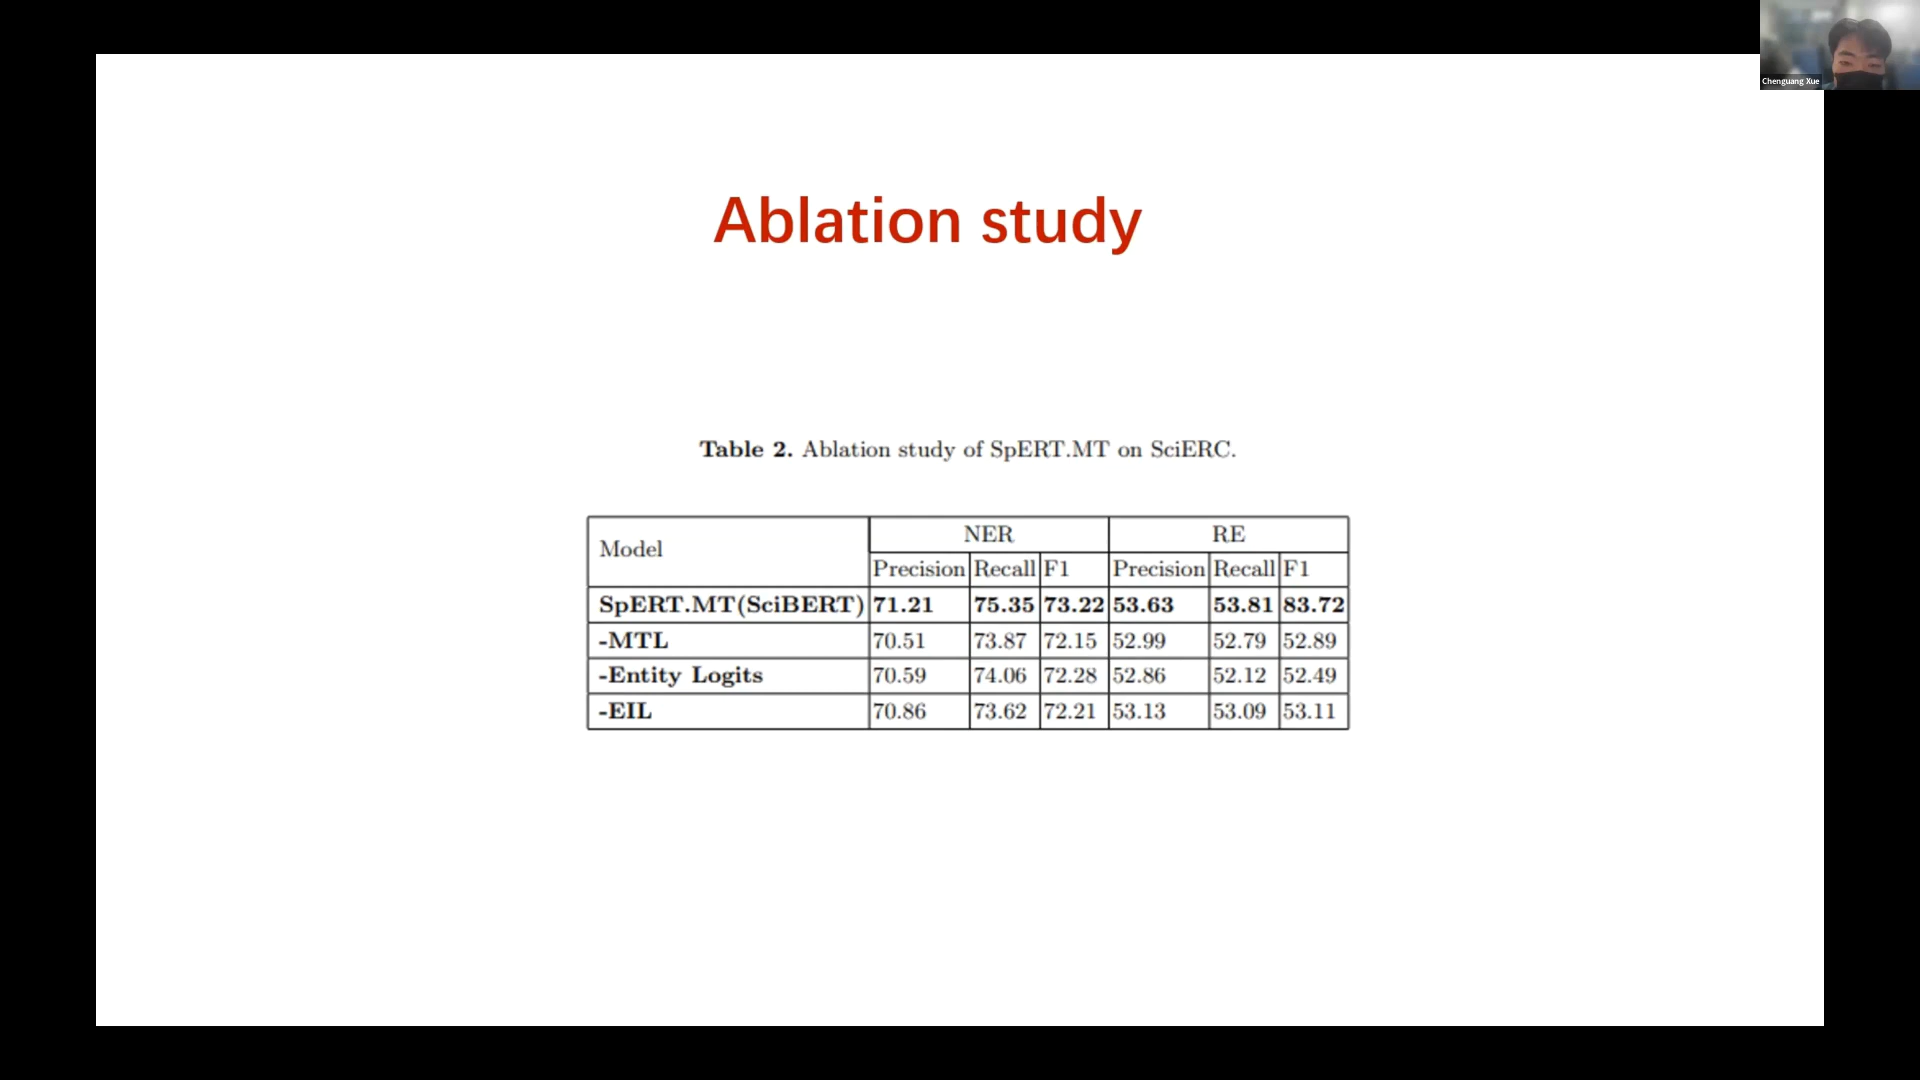 Chenguang Xue
Ablation study
Table 2. Ablation study of SpERT.MT on SciERC.
Model NER RE
Precision Recall F1 Precision Recall F1
SpERT.MT(SciBERT) 71.21 75.35 73.22 53.63 53.81 83.72
-MTL 70.51 73.87 72.15 52.99 52.79 52.89
-Entity Logits 70.59 74.06 72.28 52.86 52.12 52.49
-EIL 70.86 73.62 72.21 53.13 53.09 53.11